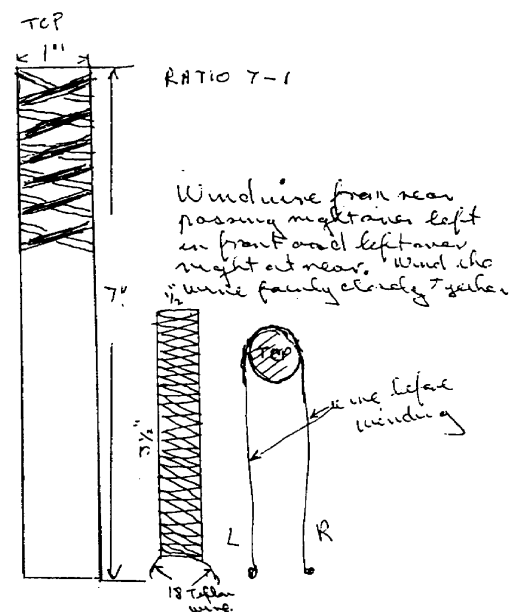 TOP
1"
RATIO 7-1
Wind wire from rear
passing right over left
in front and left over
right at rear. Wind the
wire fairly closely together
7"
1/2"
3 1/2"
TOP
wire before
winding
L
R
18 Teflon
wire.